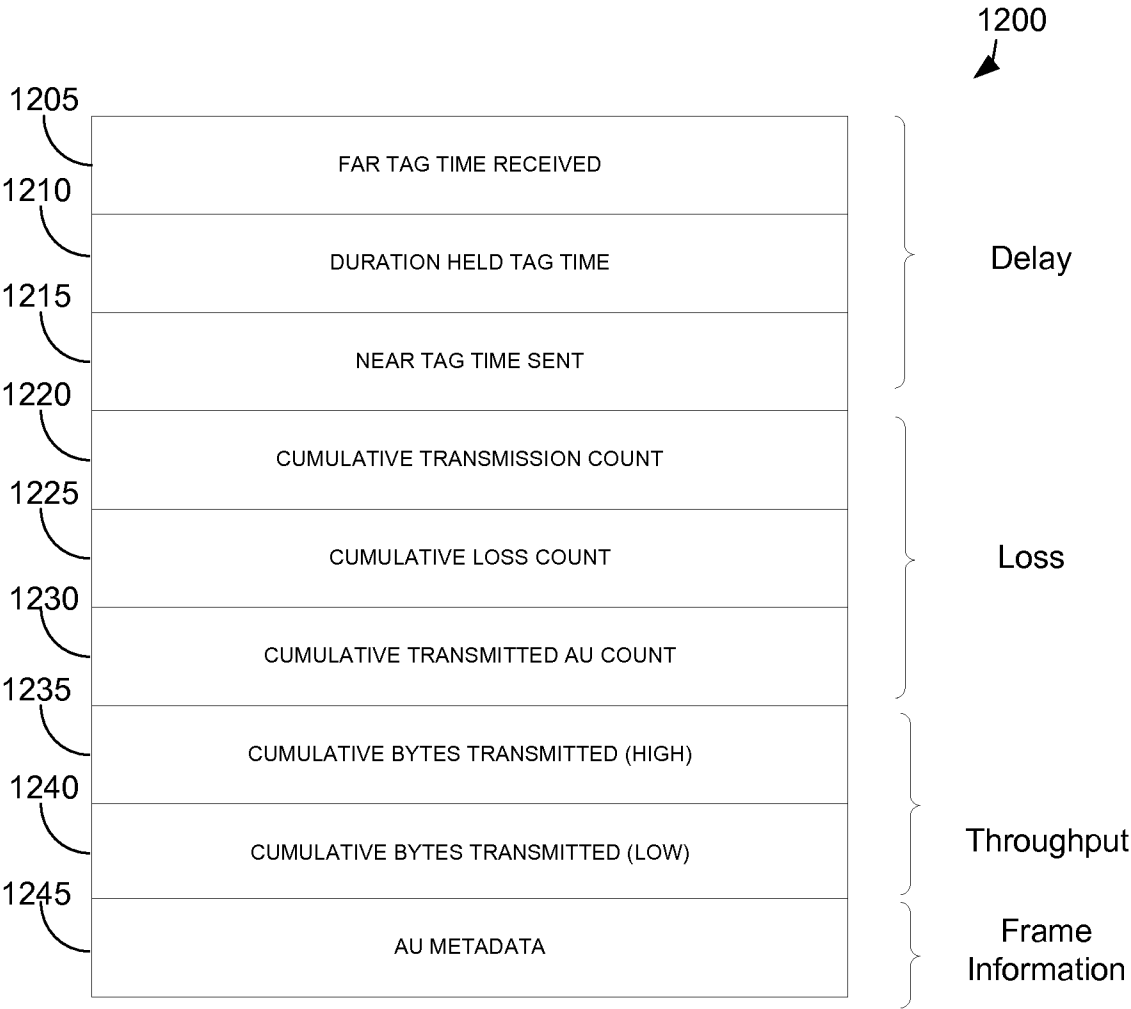 1200
1205
FAR TAG TIME RECEIVED
1210
DURATION HELD TAG TIME
Delay
1215
NEAR TAG TIME SENT
1220
CUMULATIVE TRANSMISSION COUNT
1225
CUMULATIVE LOSS COUNT
Loss
1230
CUMULATIVE TRANSMITTED AU COUNT
1235
CUMULATIVE BYTES TRANSMITTED (HIGH)
1240
CUMULATIVE BYTES TRANSMITTED (LOW)
Throughput
1245
AU METADATA
Frame
Information